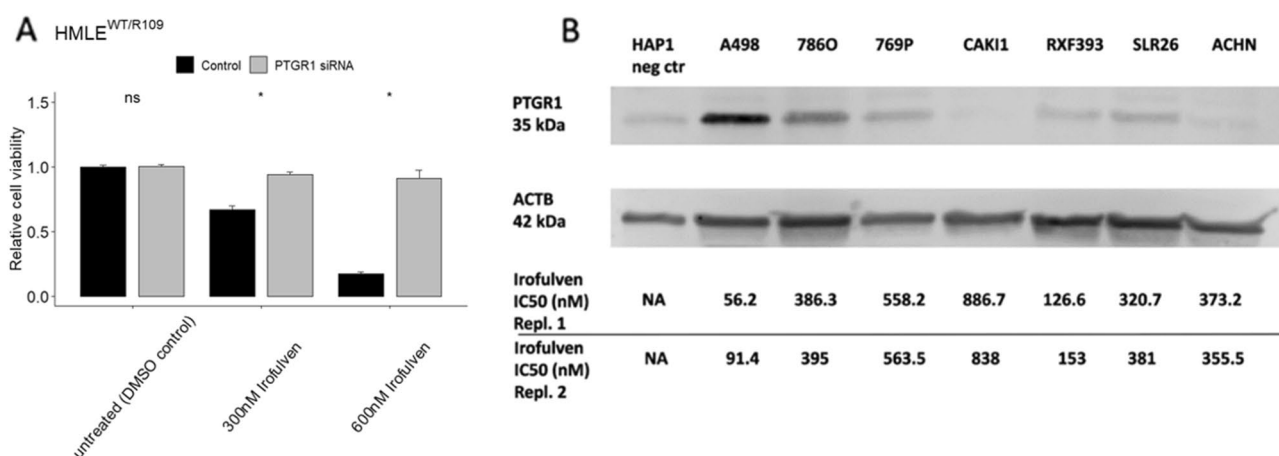 A HMLE^WT/R109
Control PTGR1 siRNA
Relative cell viability
1.5
1.0
0.5
0.0
ns * *
untreated (DMSO control)
300nM Irofulven
600nM Irofulven
B
HAP1 neg ctr A498 786O 769P CAKI1 RXF393 SLR26 ACHN
PTGR1
35 kDa
ACTB
42 kDa
Irofulven
IC50 (nM) NA 56.2 386.3 558.2 886.7 126.6 320.7 373.2
Repl. 1
Irofulven
IC50 (nM) NA 91.4 395 563.5 838 153 381 355.5
Repl. 2